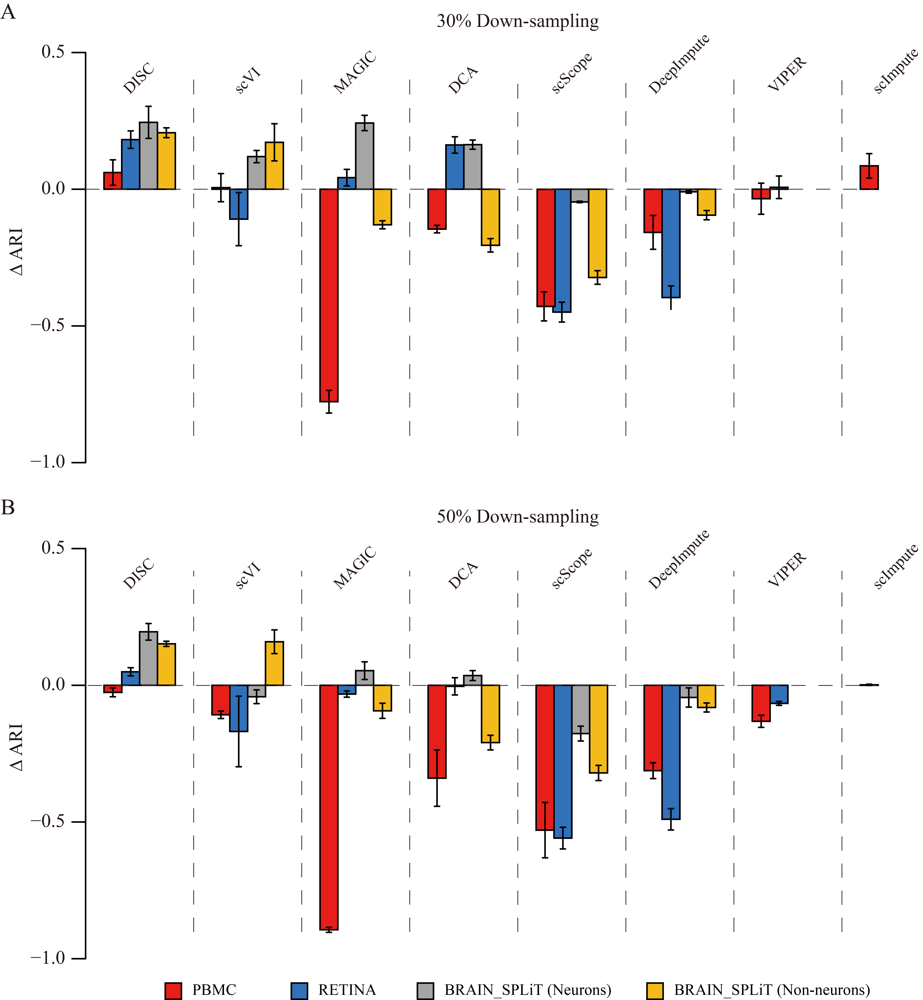 A
30% Down-sampling
DISC
scVI
MAGIC
DCA
scScope
DeepImpute
VIPER
scImpute
0.5
0.0
−0.5
−1.0
Δ ARI
B
50% Down-sampling
DISC
scVI
MAGIC
DCA
scScope
DeepImpute
VIPER
scImpute
0.5
0.0
−0.5
−1.0
Δ ARI
PBMC
RETINA
BRAIN_SPLiT (Neurons)
BRAIN_SPLiT (Non-neurons)